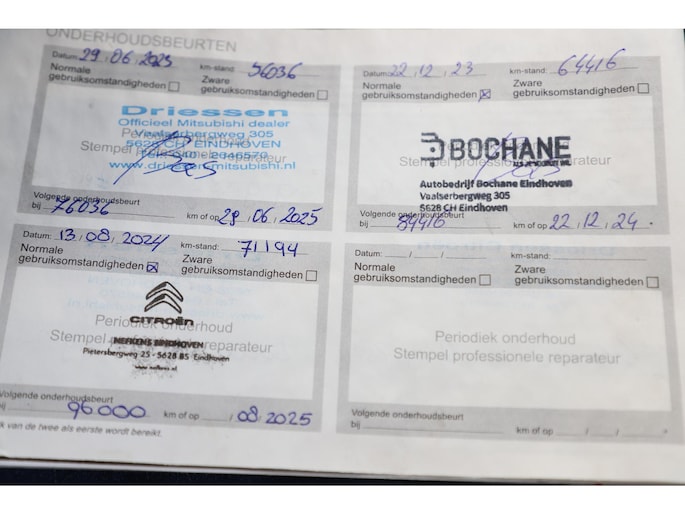 ONDERHOUDSBEURTEN
Datum: 29.06.2023 km-stand: 56036
Normale gebruiksomstandigheden
Zware gebruiksomstandigheden
Driessen
Officieel Mitsubishi dealer
Vaalserbergweg 305
5628 CH EINDHOVEN
www.driessenmitsubishi.nl
Volgende onderhoudsbeurt
bij 76036 km of op 29.06.2025
Datum: 22.12.23 km-stand: 64416
Normale gebruiksomstandigheden
Zware gebruiksomstandigheden
BOCHANE
Stempel professionele reparateur
Autobedrijf Bochane Eindhoven
Vaalserbergweg 305
5628 CH Eindhoven
Volgende onderhoudsbeurt
bij 84416 km of op 22.12.24.
Datum: 13.08.2024 km-stand: 71194
Normale gebruiksomstandigheden
Zware gebruiksomstandigheden
CITROËN
Periodiek onderhoud
Stempel professionele reparateur
Pietersbergweg 25 - 5628 BS Eindhoven
Volgende onderhoudsbeurt
bij 96000 km of op / 08.2025
Datum: / / km-stand:
Normale gebruiksomstandigheden
Zware gebruiksomstandigheden
Periodiek onderhoud
Stempel professionele reparateur
Volgende onderhoudsbeurt
bij km of op / /
van de twee als eerste wordt bereikt.